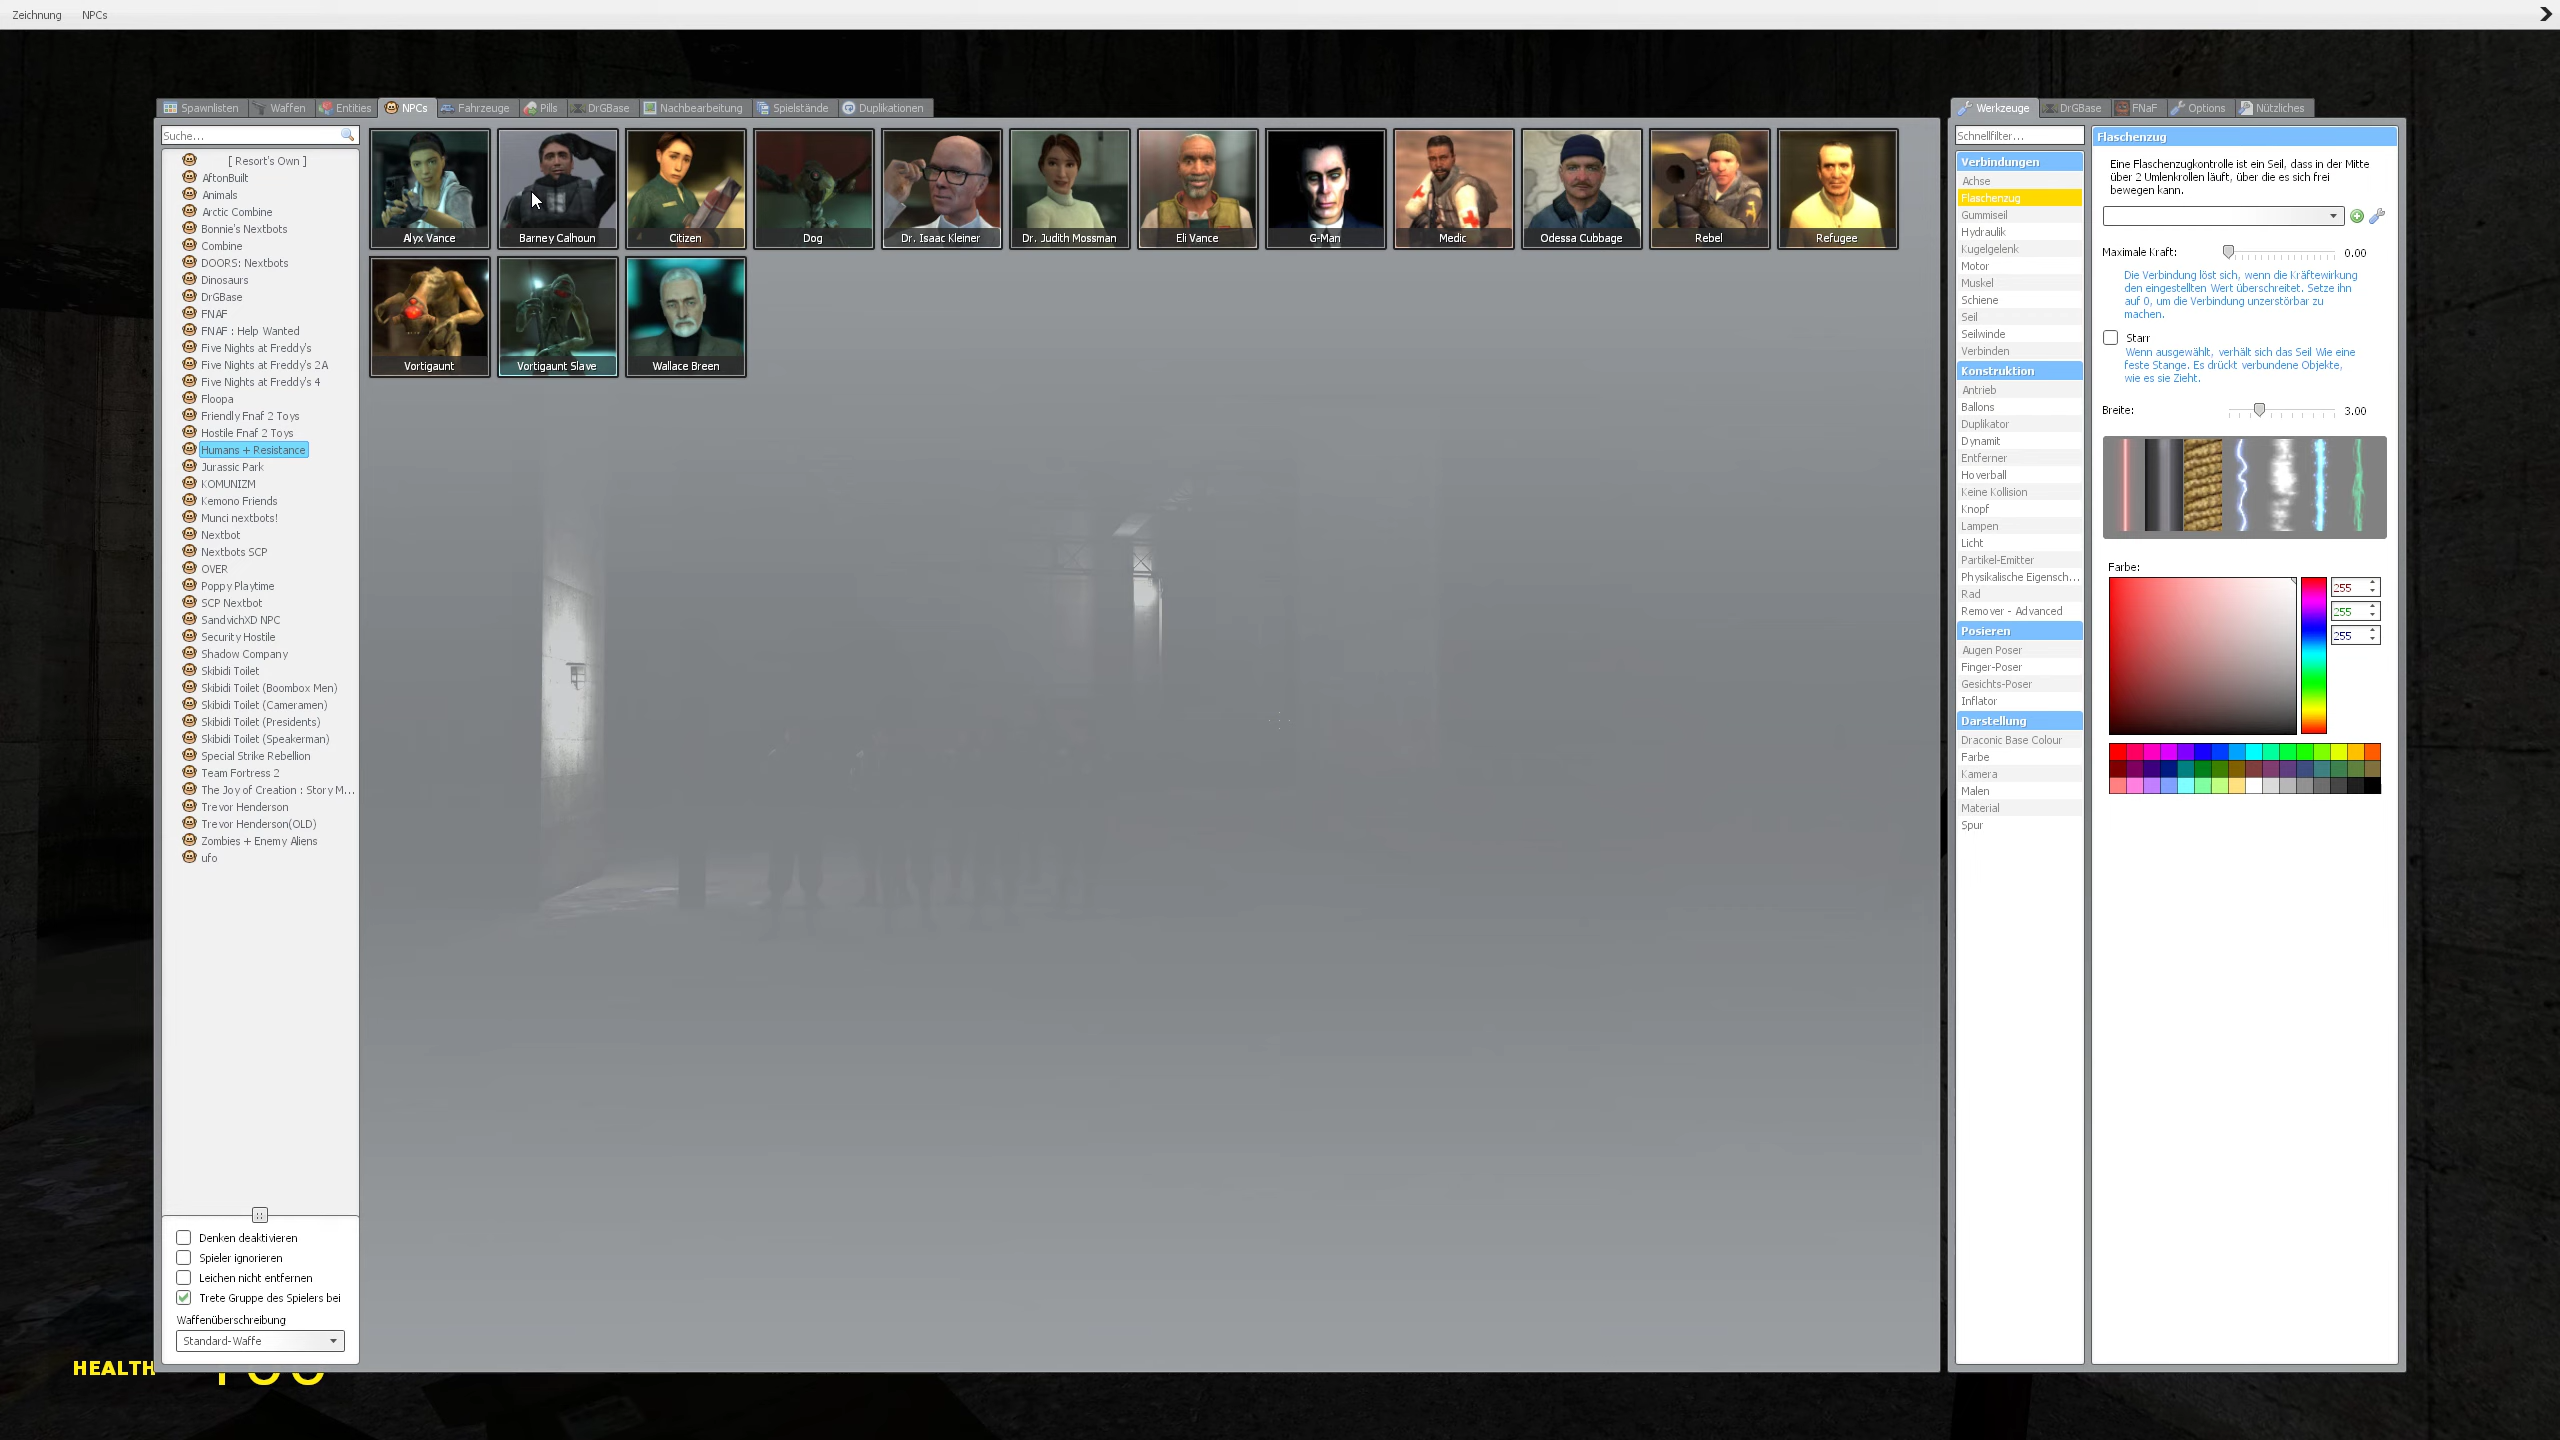 Zeichnung NPCs
Spawnlisten Waffen Entities NPCs Fahrzeuge Pills DrGBase Nachbearbeitung Spielstände Duplikationen
Suche...
[ Resort's Own ]
AftonBuilt
Animals
Arctic Combine
Bonnie's Nextbots
Combine
DOORS: Nextbots
Dinosaurs
DrGBase
FNAF
FNAF : Help Wanted
Five Nights at Freddy's
Five Nights at Freddy's 2A
Five Nights at Freddy's 4
Floopa
Friendly Fnaf 2 Toys
Hostile Fnaf 2 Toys
Humans + Resistance
Jurassic Park
KOMUNIZM
Kemono Friends
Munci nextbots!
Nextbot
Nextbots SCP
OVER
Poppy Playtime
SCP Nextbot
SandvichXD NPC
Security Hostile
Shadow Company
Skibidi Toilet
Skibidi Toilet (Boombox Men)
Skibidi Toilet (Cameramen)
Skibidi Toilet (Presidents)
Skibidi Toilet (Speakerman)
Special Strike Rebellion
Team Fortress 2
The Joy of Creation : Story M...
Trevor Henderson
Trevor Henderson(OLD)
Zombies + Enemy Aliens
ufo
Denken deaktivieren
Spieler ignorieren
Leichen nicht entfernen
Trete Gruppe des Spielers bei
Waffenüberschreibung
Standard-Waffe
HEALTH
Alyx Vance Barney Calhoun Citizen Dog Dr. Isaac Kleiner Dr. Judith Mossman Eli Vance G-Man Medic Odessa Cubbage Rebel Refugee
Vortigaunt Vortigaunt Slave Wallace Breen
Werkzeuge DrGBase FNaF Options Nützliches
Schnellfilter...
Verbindungen
Achse
Flaschenzug
Gummiseil
Hydraulik
Kugelgelenk
Motor
Muskel
Schiene
Seil
Seilwinde
Verbinden
Konstruktion
Antrieb
Ballons
Duplikator
Dynamit
Entferner
Hoverball
Keine Kollision
Knopf
Lampen
Licht
Partikel-Emitter
Physikalische Eigensch...
Rad
Remover - Advanced
Posieren
Augen Poser
Finger-Poser
Gesichts-Poser
Inflator
Darstellung
Draconic Base Colour
Farbe
Kamera
Malen
Material
Spur
Flaschenzug
Eine Flaschenzugkontrolle ist ein Seil, dass in der Mitte
über 2 Umlenkrollen läuft, über die es sich frei
bewegen kann.
Maximale Kraft: 0.00
Die Verbindung löst sich, wenn die Kräftewirkung
den eingestellten Wert überschreitet. Setze ihn
auf 0, um die Verbindung unzerstörbar zu
machen.
Starr
Wenn ausgewählt, verhält sich das Seil Wie eine
feste Stange. Es drückt verbundene Objekte,
wie es sie Zieht.
Breite: 3.00
Farbe:
255
255
255